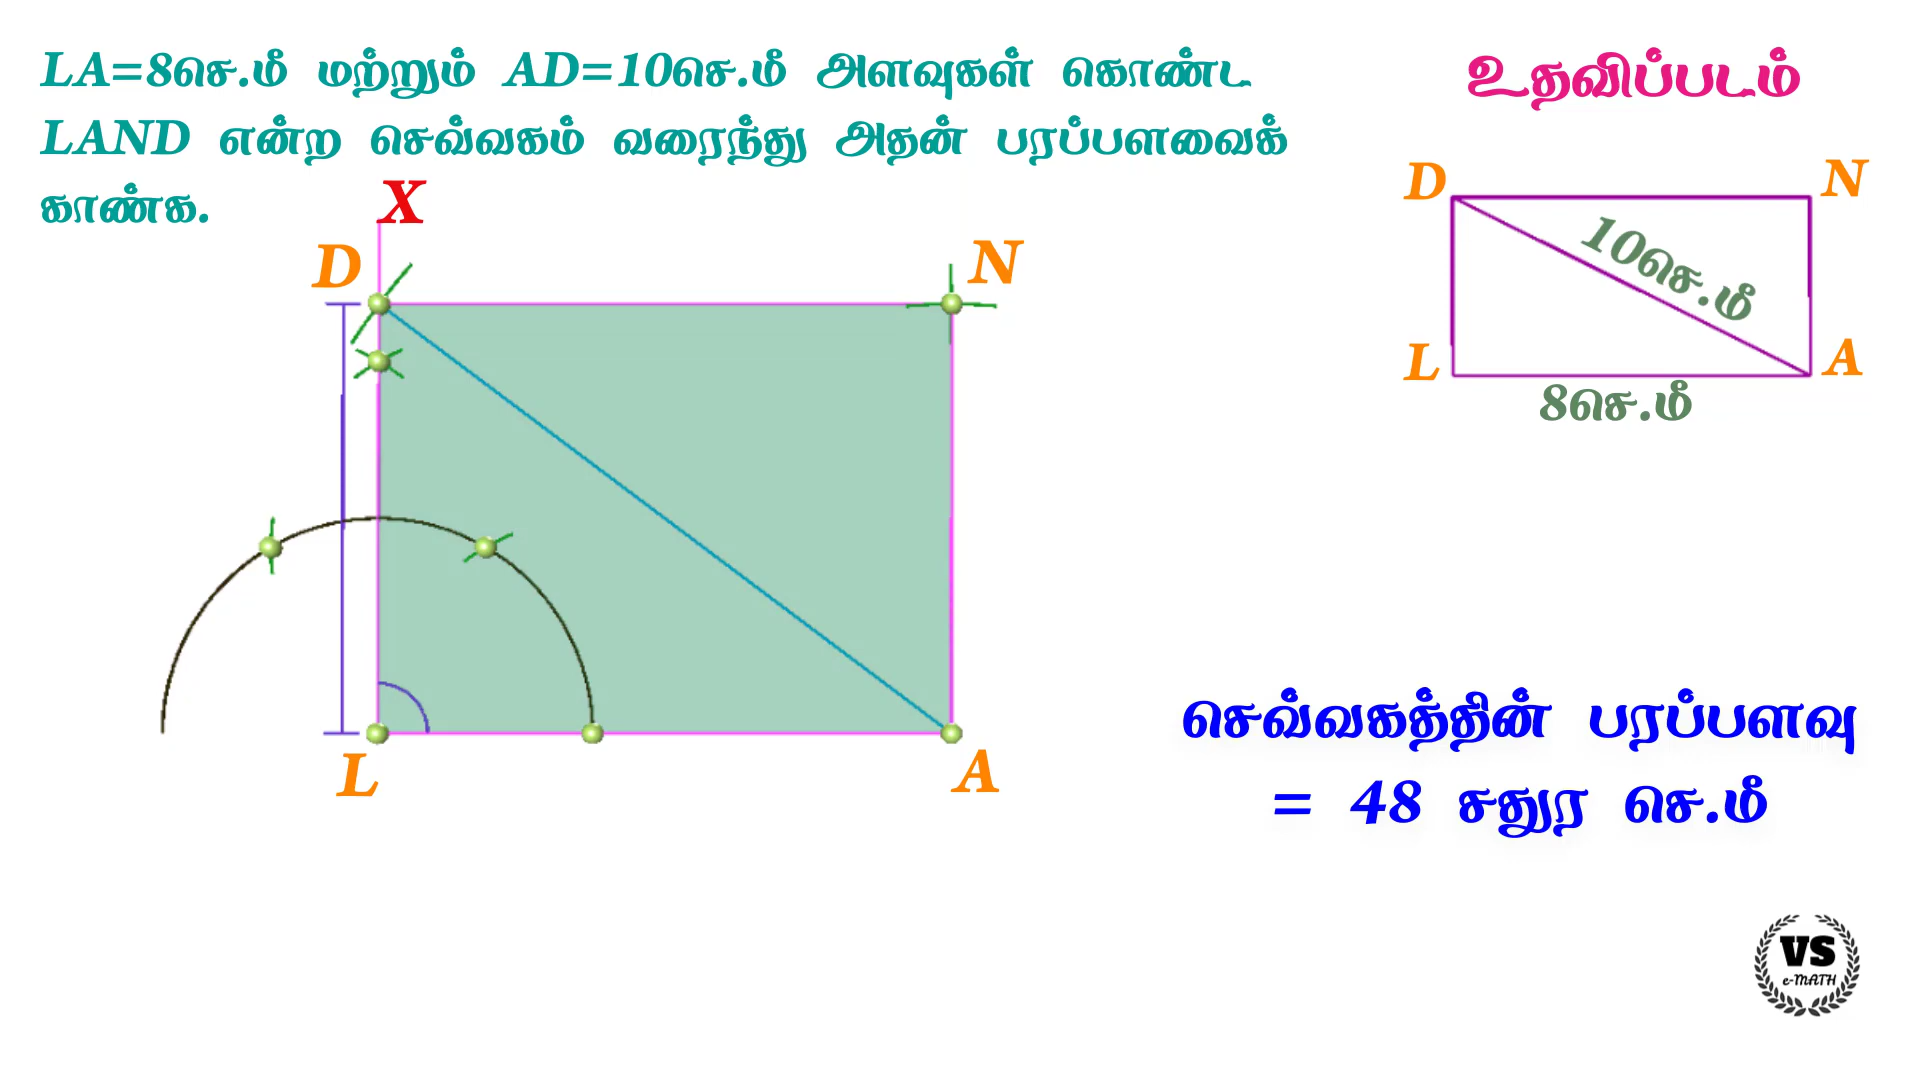 LA=8செ.மீ மற்றும் AD=10செ.மீ அளவுகள் கொண்ட
LAND என்ற செவ்வகம் வரைந்து அதன் பரப்பளவைக்
காண்க.
உதவிப்படம்
D
N
10செ.மீ
L
A
8செ.மீ
X
D
N
L
A
செவ்வகத்தின் பரப்பளவு
= 48 சதுர செ.மீ
VS
e-MATH